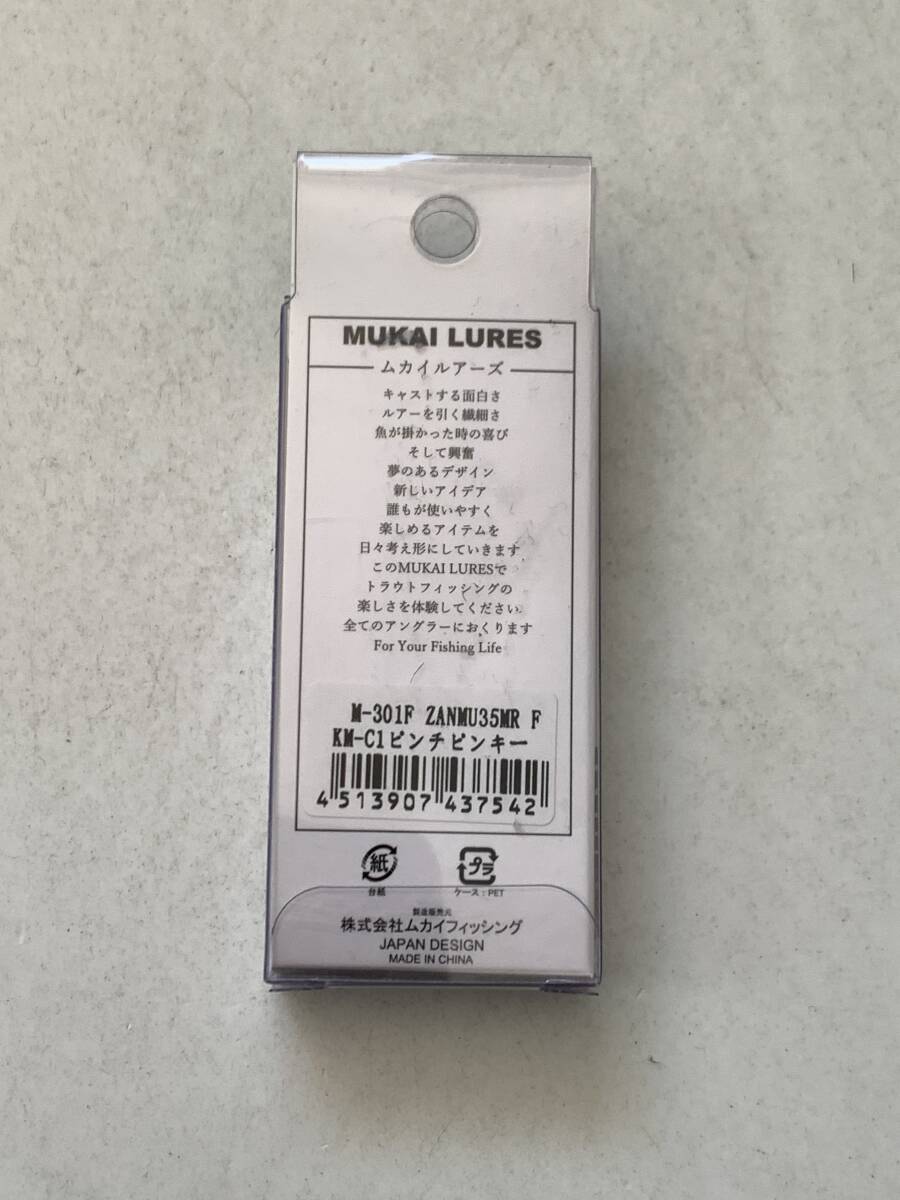 MUKAI LURES
ムカイルアーズ
キャストする面白さ
ルアーを引く繊細さ
魚が掛かった時の喜び
そして興奮
夢のあるデザイン
新しいアイデア
誰もが使いやすく
楽しめるアイテムを
日々考え形にしていきます
このMUKAI LURESで
トラウトフィッシングの
楽しさを体験してください
全てのアングラーにおくります
For Your Fishing Life
M-301F ZANMU35MR F
KM-C1ピンチピンキー
4513907437542
紙 プラ
台紙 ケース：PET
製造販売元
株式会社ムカイフィッシング
JAPAN DESIGN
MADE IN CHINA